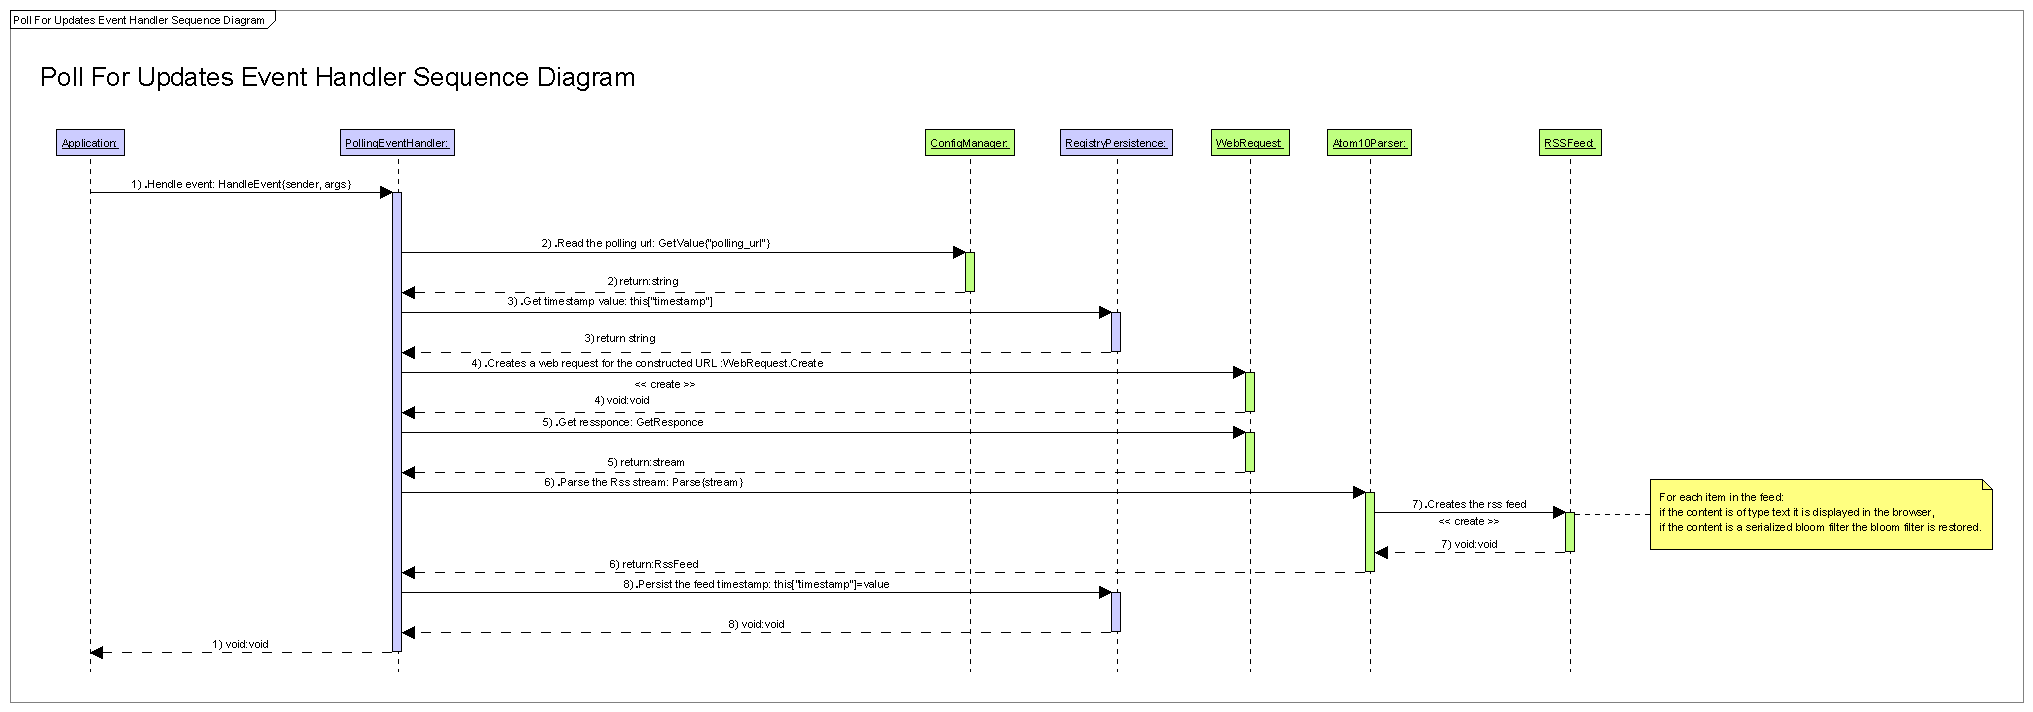 Poll For Updates Event Handler Sequence Diagram
Poll For Updates Event Handler Sequence Diagram
Application:
PollingEventHandler:
ConfigManager:
RegistryPersistence:
WebRequest
Atom10Parser:
RSSFeed:
1) .Hendle event: HandleEvent{sender, args}
2) .Read the polling url: GetValue{"polling_url"}
2) return:string
3) .Get timestamp value: this["timestamp"]
3) return string
4) .Creates a web request for the constructed URL :WebRequest.Create
<< create >>
4) void:void
5) .Get ressponce: GetResponce
5) return:stream
6) .Parse the Rss stream: Parse{stream}
7) .Creates the rss feed
<< create >>
7) void:void
For each item in the feed:
if the content is of type text it is displayed in the browser,
if the content is a serialized bloom filter the bloom filter is restored.
6) return:RssFeed
8) .Persist the feed timestamp: this["timestamp"]=value
8) void:void
1) void:void